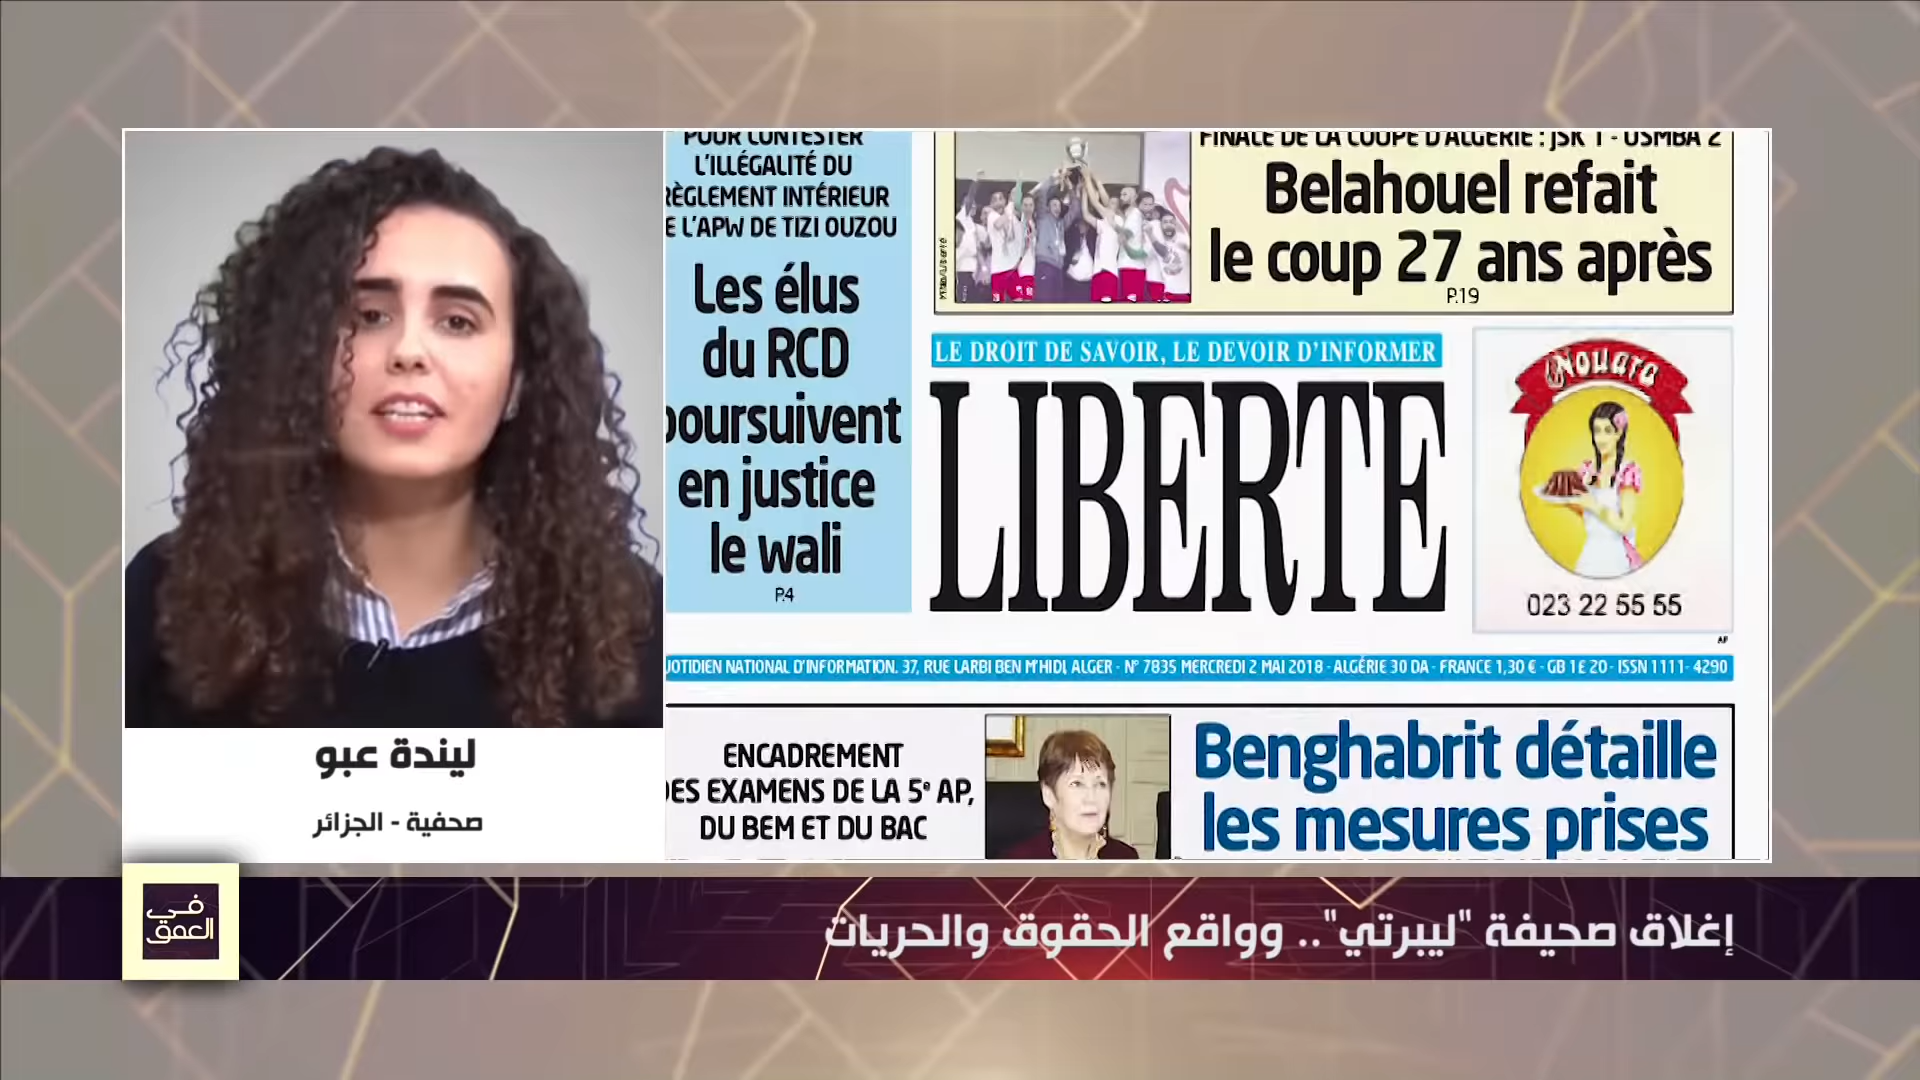 POUR CONTESTER
L'ILLÉGALITÉ DU
RÈGLEMENT INTÉRIEUR
E L'APW DE TIZI OUZOU
Les élus
du RCD
poursuivent
en justice
le wali
P.4
FINALE DE LA COUPE D'ALGÉRIE : JSK 1 - USMBA 2
Belahouel refait
le coup 27 ans après
P.19
LE DROIT DE SAVOIR, LE DEVOIR D'INFORMER
LIBERTE
Nouara
023 22 55 55
AF
UOTIDIEN NATIONAL D'INFORMATION. 37, RUE LARBI BEN M'HIDI, ALGER - N° 7835 MERCREDI 2 MAI 2018 - ALGÉRIE 30 DA - FRANCE 1,30 € - GB 1£ 20 - ISSN 1111- 4290
ENCADREMENT
DES EXAMENS DE LA 5e AP,
DU BEM ET DU BAC
Benghabrit détaille
les mesures prises
ليندة عبو
صحفية - الجزائر
في
العمق
إغلاق صحيفة "ليبرتي" .. وواقع الحقوق والحريات